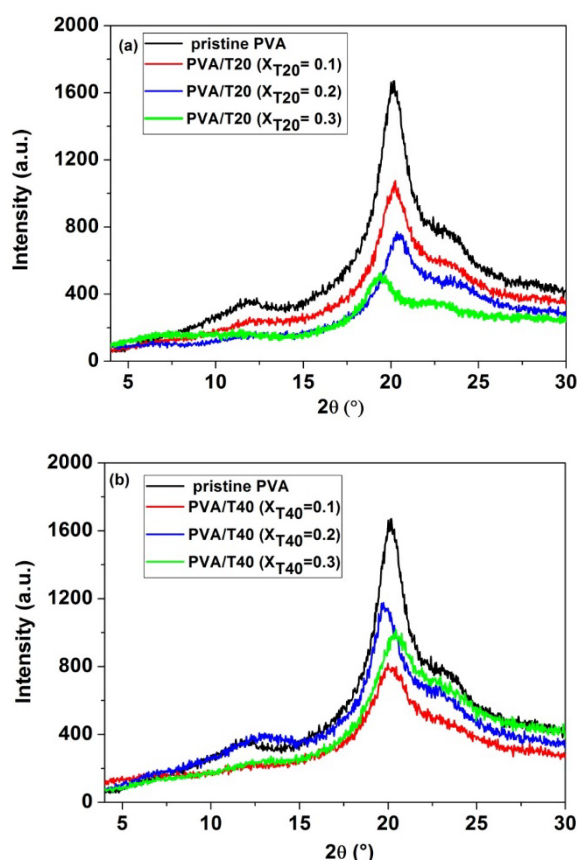 (a)
pristine PVA
PVA/T20 (XT20= 0.1)
PVA/T20 (XT20= 0.2)
PVA/T20 (XT20= 0.3)
Intensity (a.u.)
2000
1600
1200
800
400
0
5 10 15 20 25 30
2θ (°)
(b)
pristine PVA
PVA/T40 (XT40=0.1)
PVA/T40 (XT40=0.2)
PVA/T40 (XT40=0.3)
Intensity (a.u.)
2000
1600
1200
800
400
0
5 10 15 20 25 30
2θ (°)